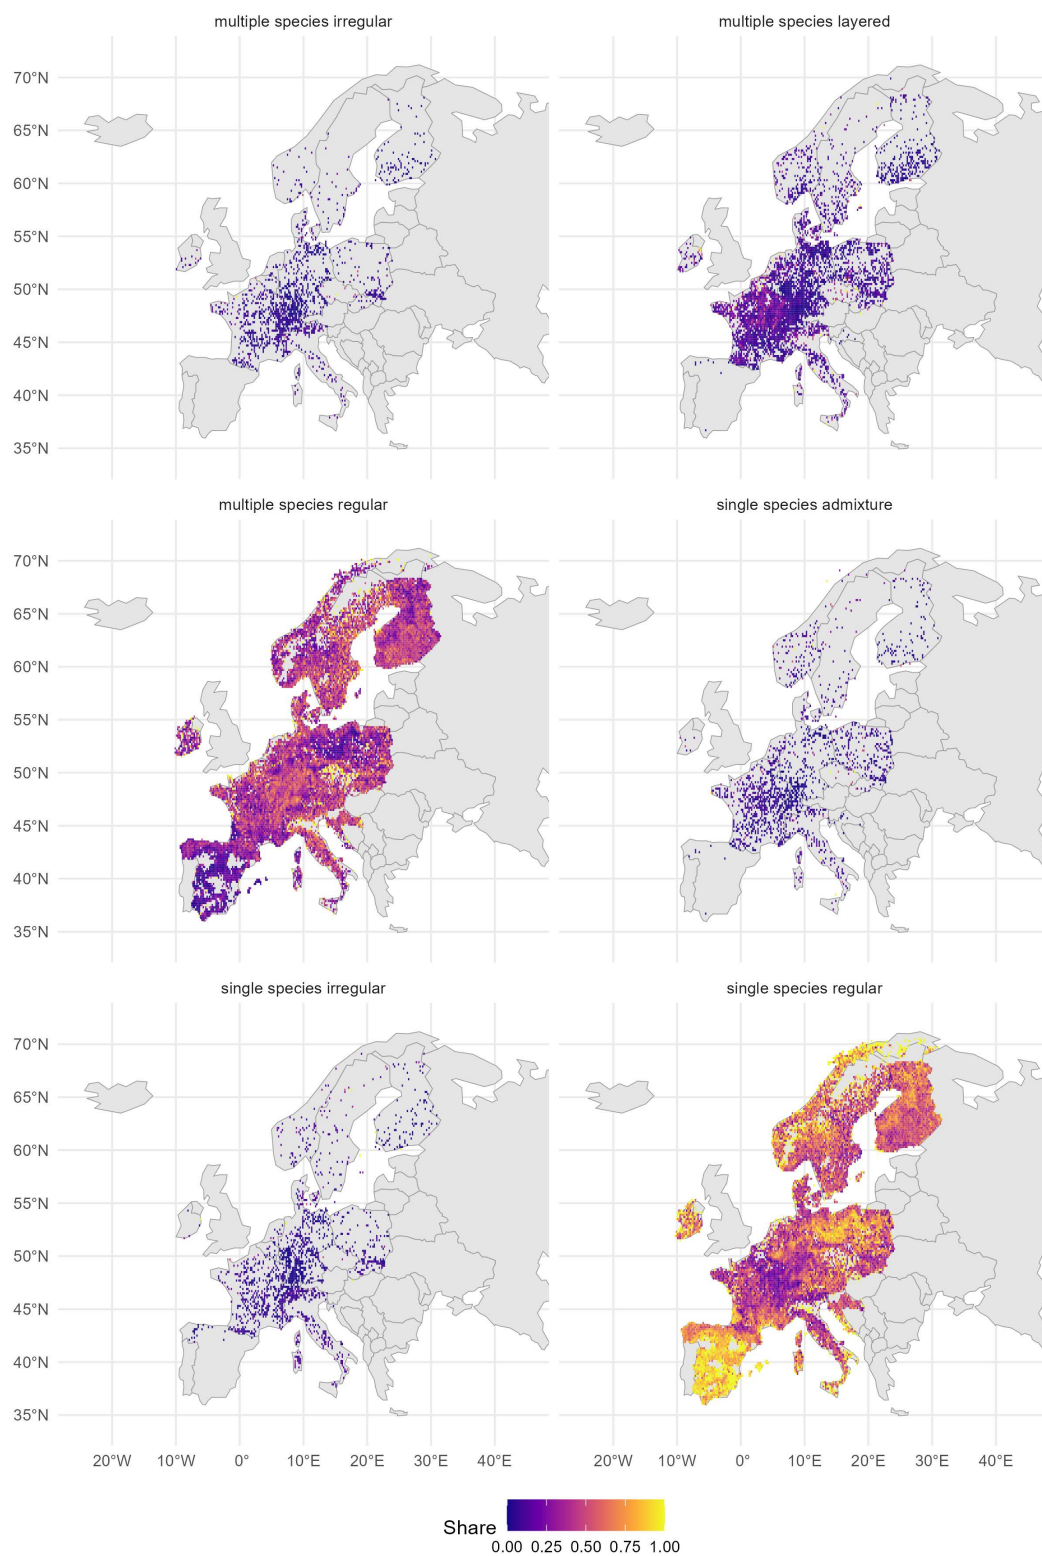 multiple species irregular
multiple species layered
70°N
65°N
60°N
55°N
50°N
45°N
40°N
35°N
multiple species regular
single species admixture
70°N
65°N
60°N
55°N
50°N
45°N
40°N
35°N
single species irregular
single species regular
70°N
65°N
60°N
55°N
50°N
45°N
40°N
35°N
20°W 10°W 0° 10°E 20°E 30°E 40°E
20°W 10°W 0° 10°E 20°E 30°E 40°E
Share
0.00 0.25 0.50 0.75 1.00